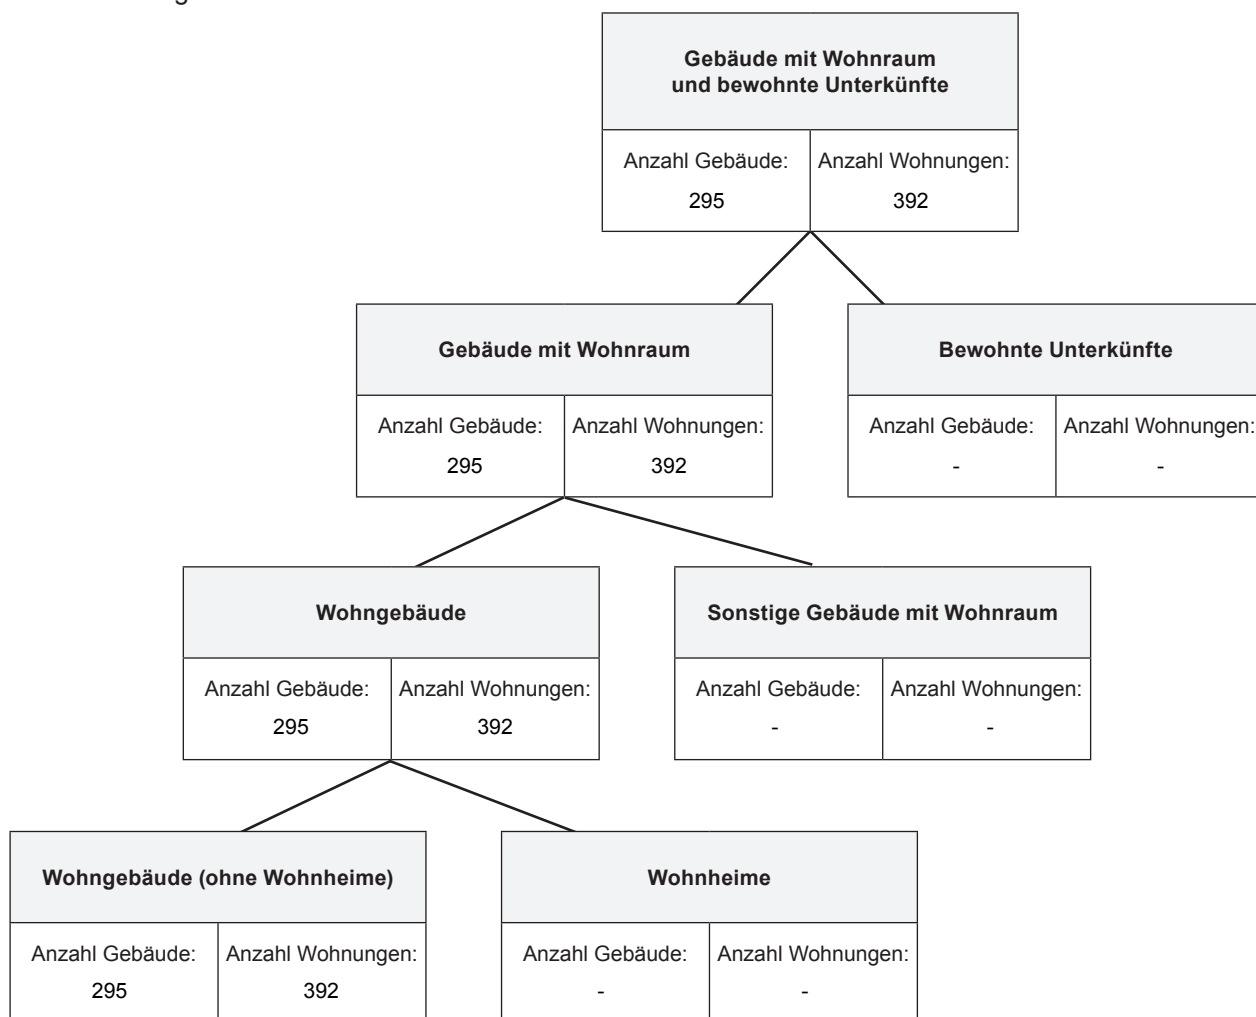 Gebäude mit Wohnraum
und bewohnte Unterkünfte
Anzahl Gebäude: Anzahl Wohnungen:
295 392
Gebäude mit Wohnraum Bewohnte Unterkünfte
Anzahl Gebäude: Anzahl Wohnungen: Anzahl Gebäude: Anzahl Wohnungen:
295 392 - -
Wohngebäude Sonstige Gebäude mit Wohnraum
Anzahl Gebäude: Anzahl Wohnungen: Anzahl Gebäude: Anzahl Wohnungen:
295 392 - -
Wohngebäude (ohne Wohnheime) Wohnheime
Anzahl Gebäude: Anzahl Wohnungen: Anzahl Gebäude: Anzahl Wohnungen:
295 392 - -